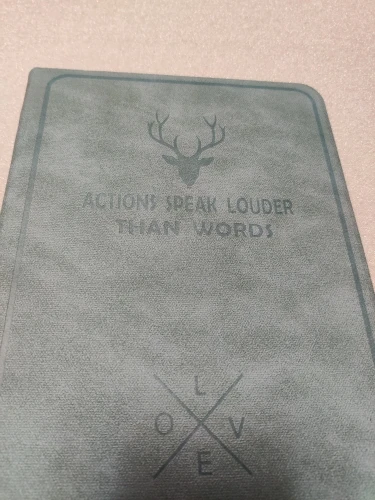 ACTIONS SPEAK LOUDER
THAN WORDS
L
O V
E